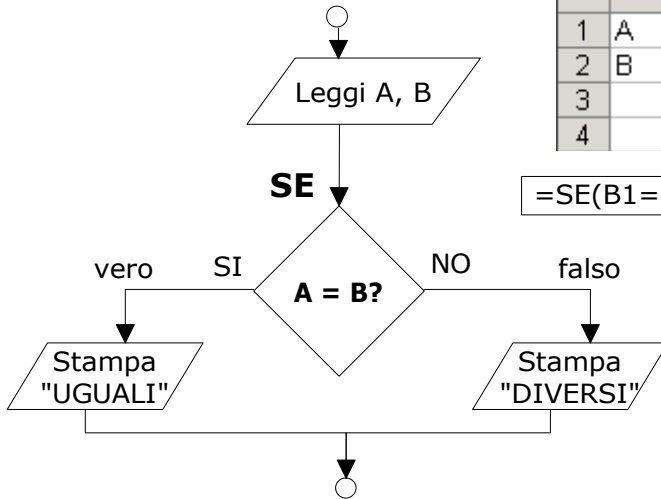 Leggi A, B
1 A
2 B
3
4
SE
=SE(B1=
vero SI
A = B?
NO falso
Stampa
"UGUALI"
Stampa
"DIVERSI"